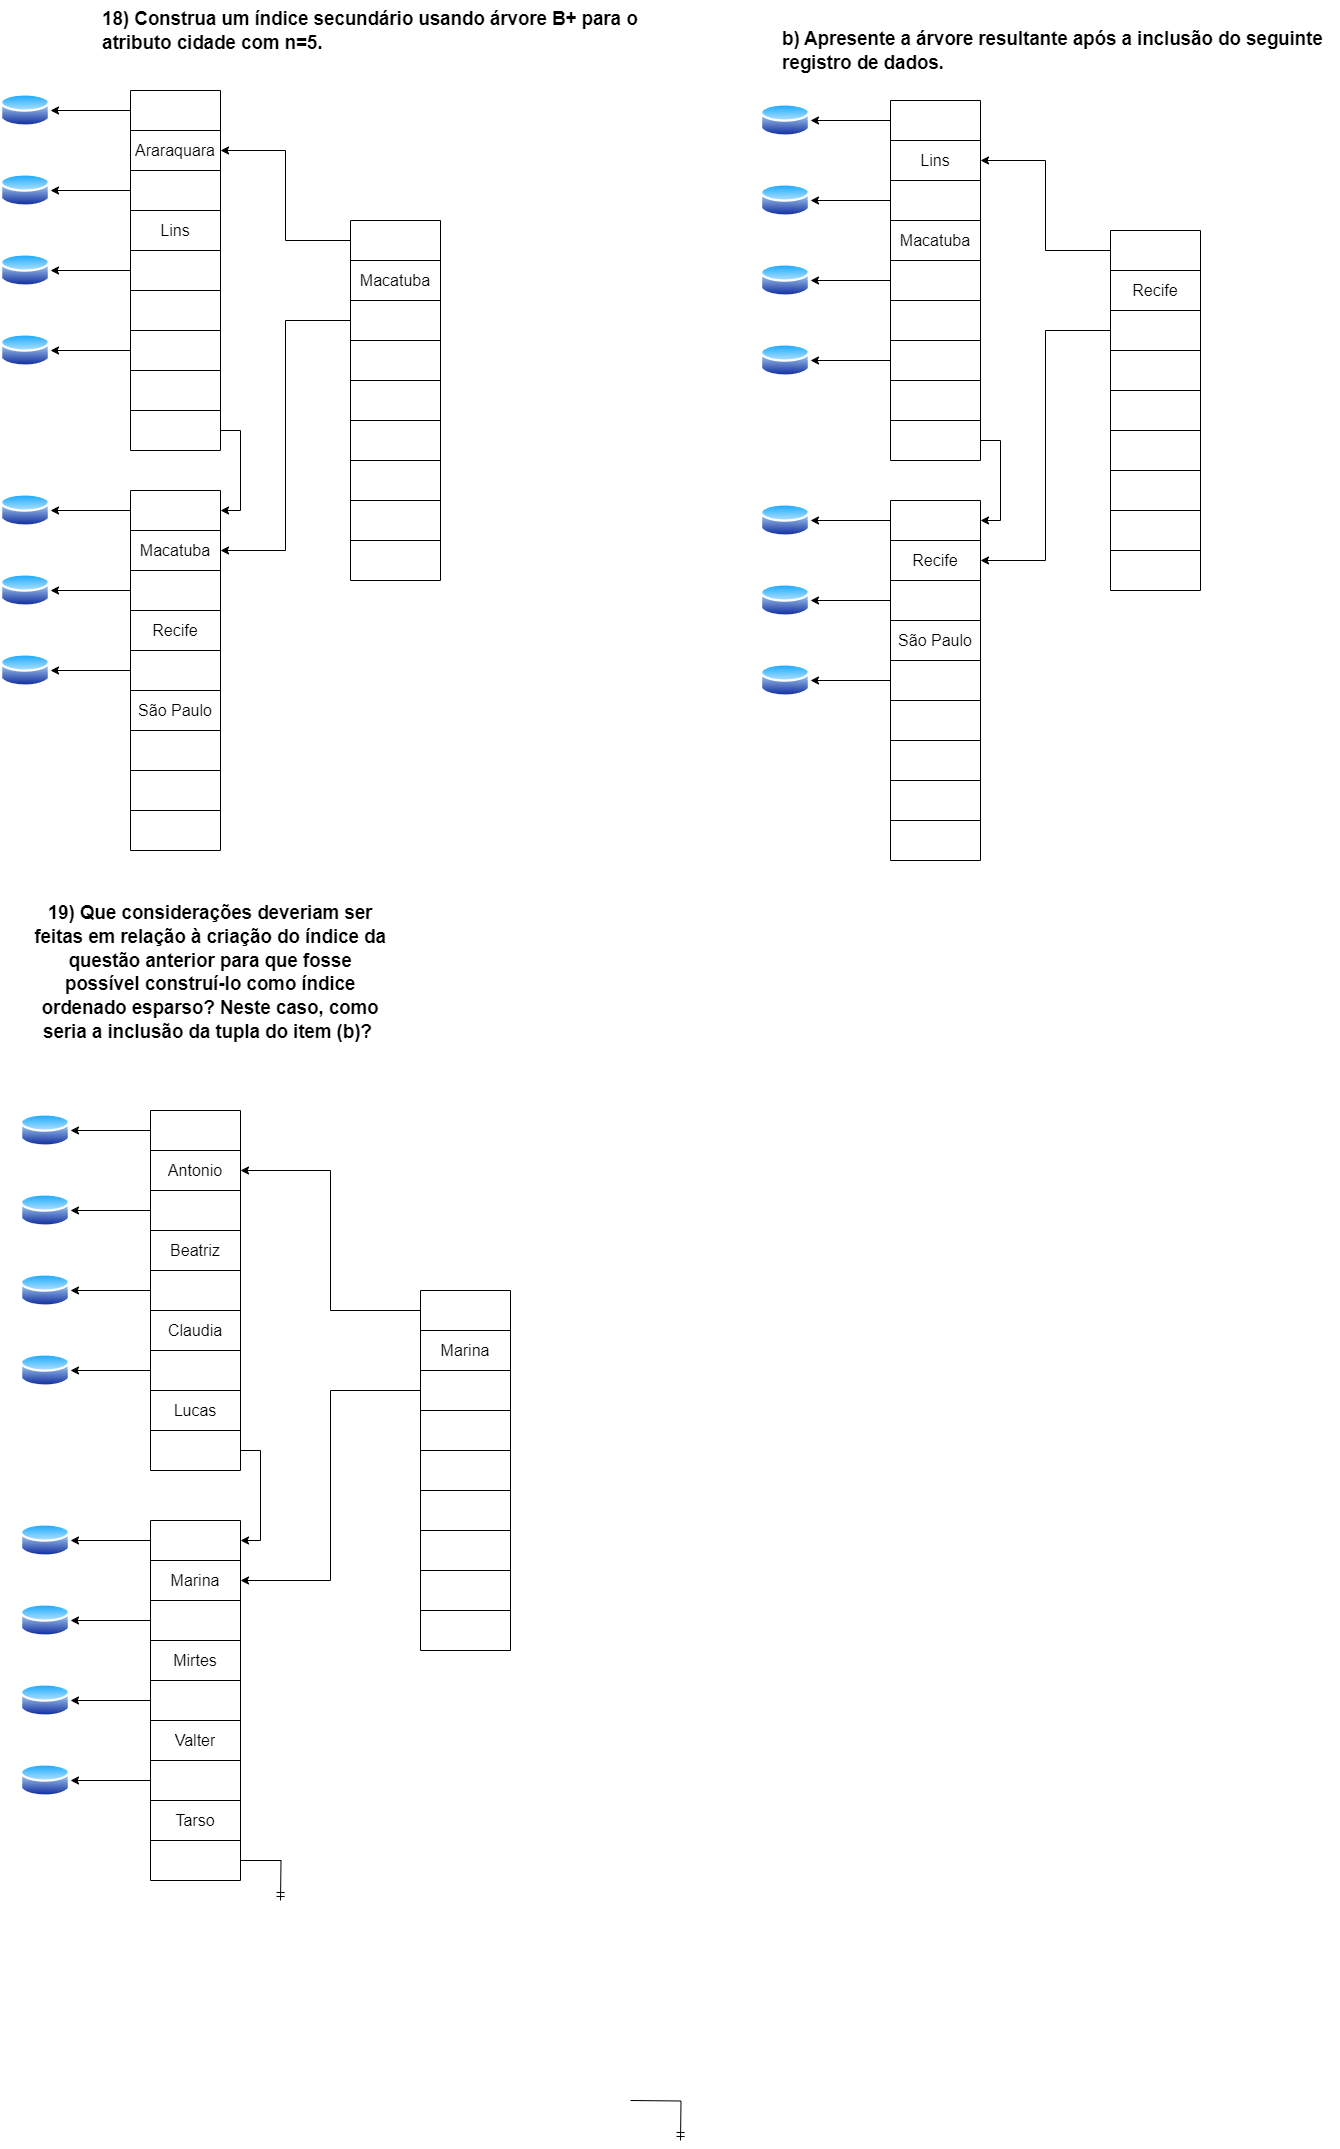 18) Construa um índice secundário usando árvore B+ para o
atributo cidade com n=5.
Araraquara
Lins
Macatuba
Macatuba
Recife
São Paulo
b) Apresente a árvore resultante após a inclusão do seguinte
registro de dados.
Lins
Macatuba
Recife
Recife
São Paulo
19) Que considerações deveriam ser
feitas em relação à criação do índice da
questão anterior para que fosse
possível construí-lo como índice
ordenado esparso? Neste caso, como
seria a inclusão da tupla do item (b)?
Antonio
Beatriz
Claudia
Lucas
Marina
Marina
Mirtes
Valter
Tarso